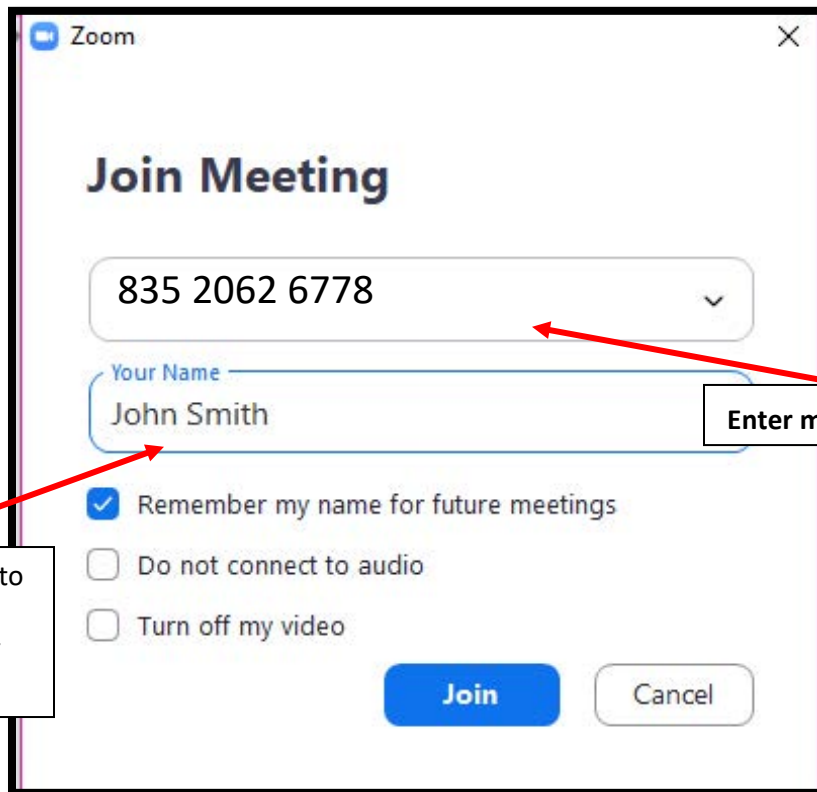 Zoom
Join Meeting
835 2062 6778
Your Name
John Smith
Enter m
Remember my name for future meetings
to
Do not connect to audio
Turn off my video
Join Cancel